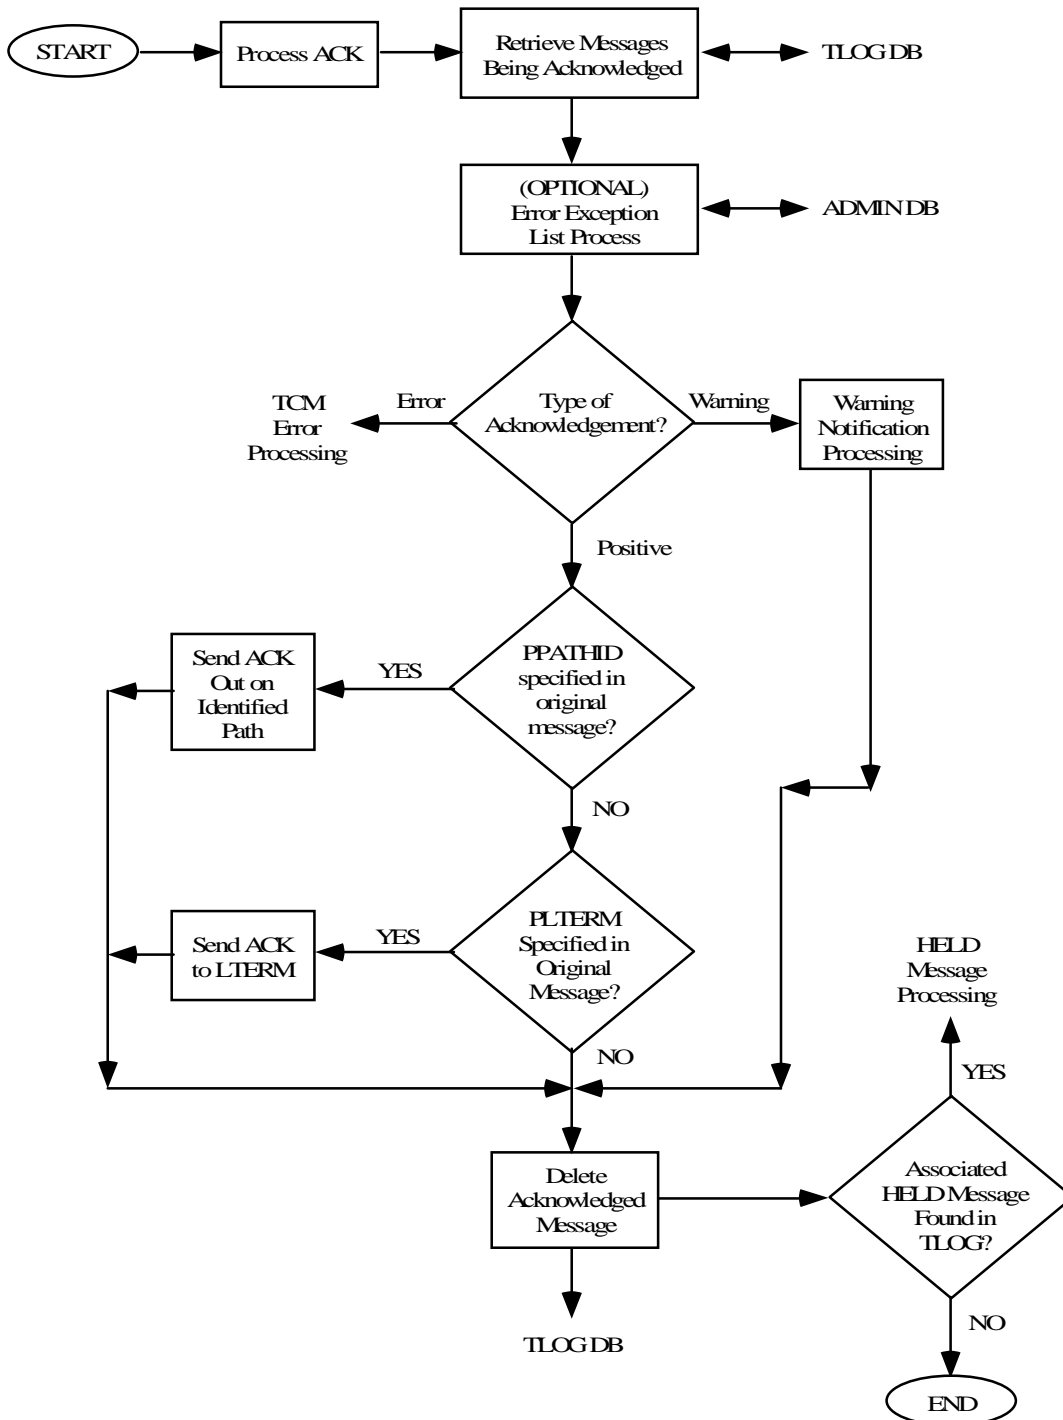 START
Process ACK
Retrieve Messages
Being Acknowledged
TLOG DB
(OPTIONAL)
Error Exception
List Process
ADMIN DB
Type of
Acknowledgement?
Error
TCM
Error
Processing
Warning
Warning
Notification
Processing
Positive
PPATHID
specified in
original
message?
YES
Send ACK
Out on
Identified
Path
NO
PLTERM
Specified in
Original
Message?
YES
Send ACK
to LTERM
NO
HELD
Message
Processing
YES
Delete
Acknowledged
Message
Associated
HELD Message
Found in
TLOG?
TLOG DB
NO
END